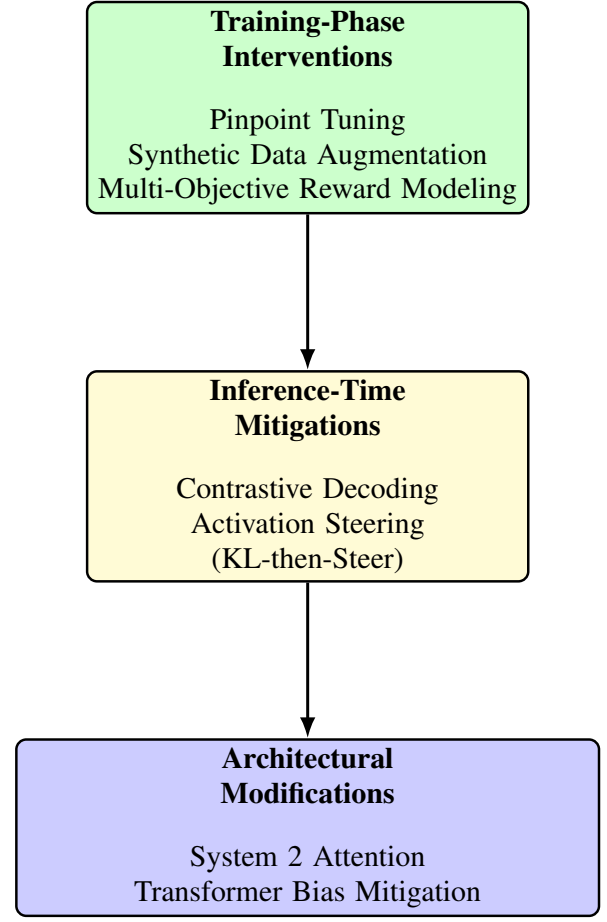 Training-Phase
Interventions
Pinpoint Tuning
Synthetic Data Augmentation
Multi-Objective Reward Modeling
Inference-Time
Mitigations
Contrastive Decoding
Activation Steering
(KL-then-Steer)
Architectural
Modifications
System 2 Attention
Transformer Bias Mitigation